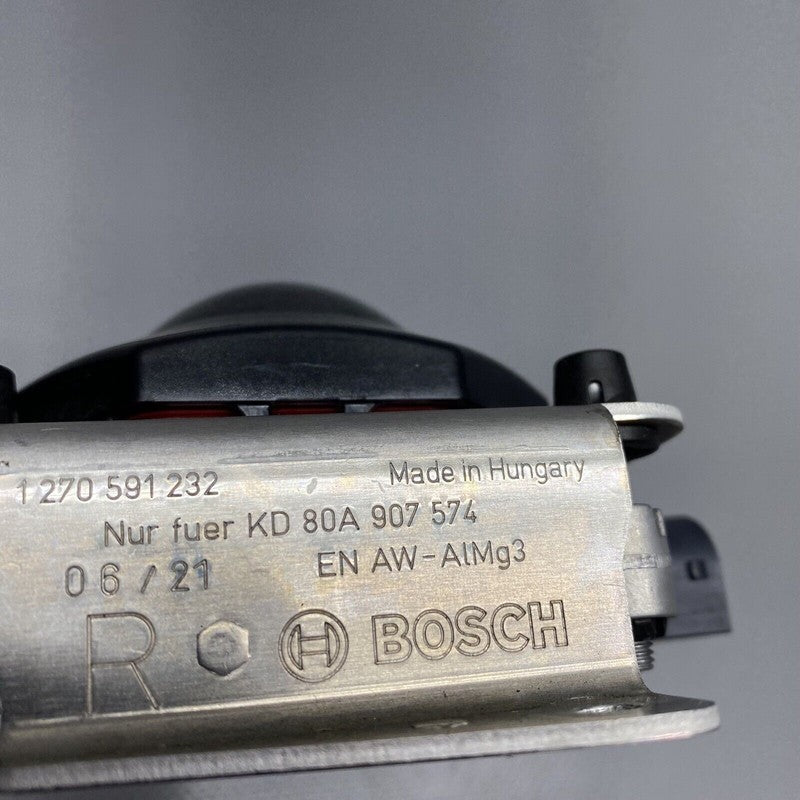 1 270 591 232 Made in Hungary
Nur fuer KD 80A 907 574
06/21 EN AW-AlMg3
R BOSCH